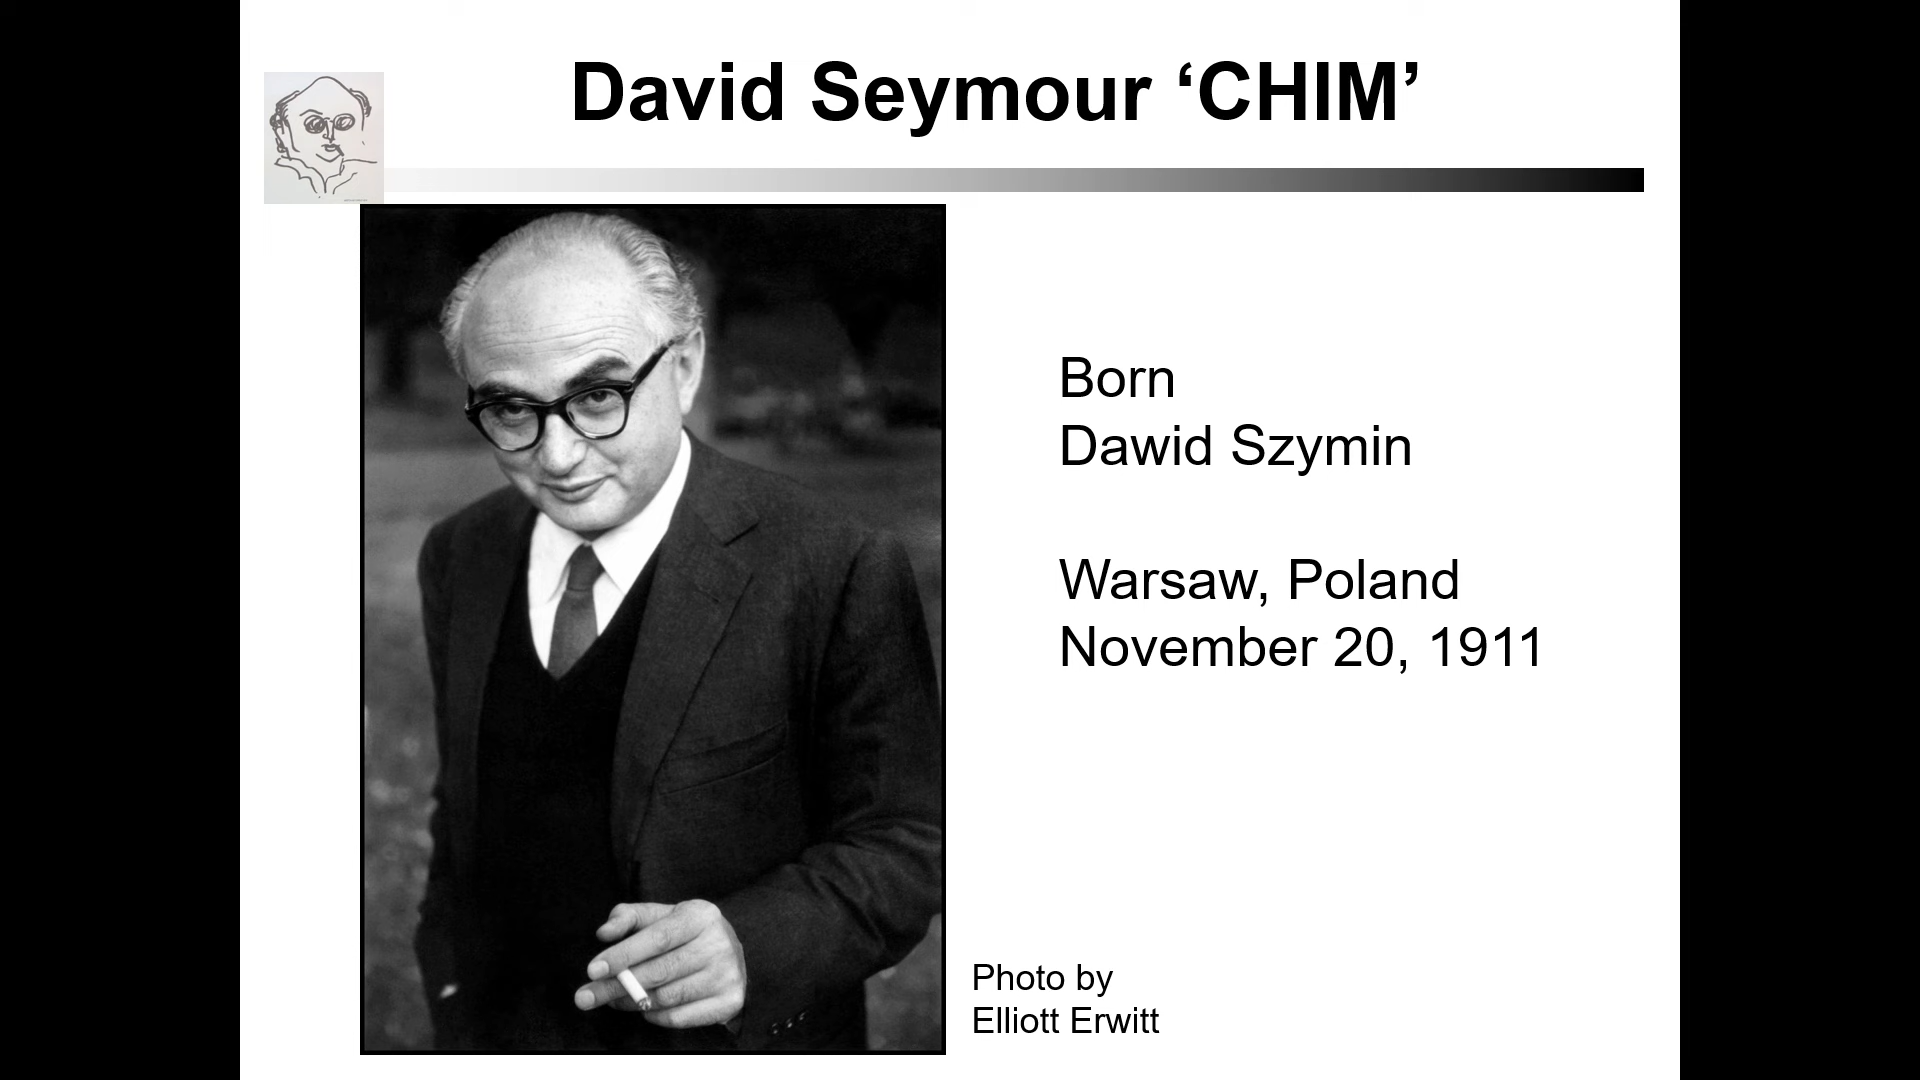 David Seymour ‘CHIM’
Born
Dawid Szymin
Warsaw, Poland
November 20, 1911
Photo by
Elliott Erwitt